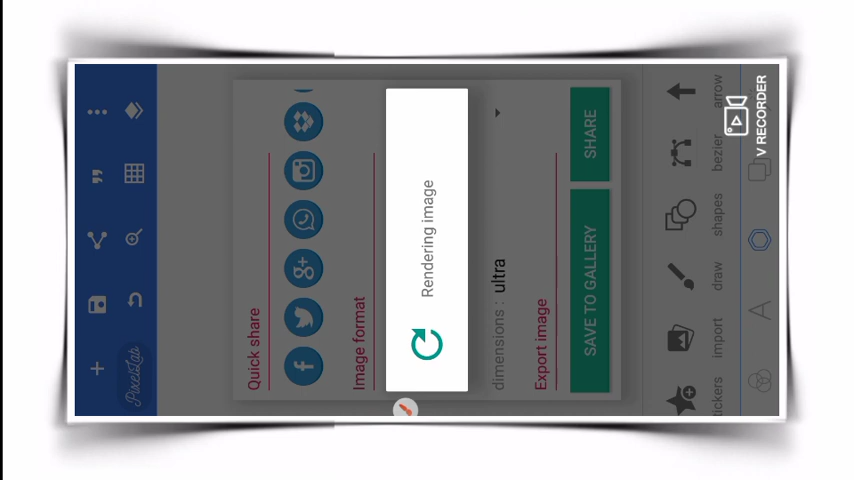 PixelLab
Quick share
Image format
Rendering image
dimensions : ultra
Export image
SAVE TO GALLERY
SHARE
arrow
bezier
shapes
draw
import
tickers
V RECORDER